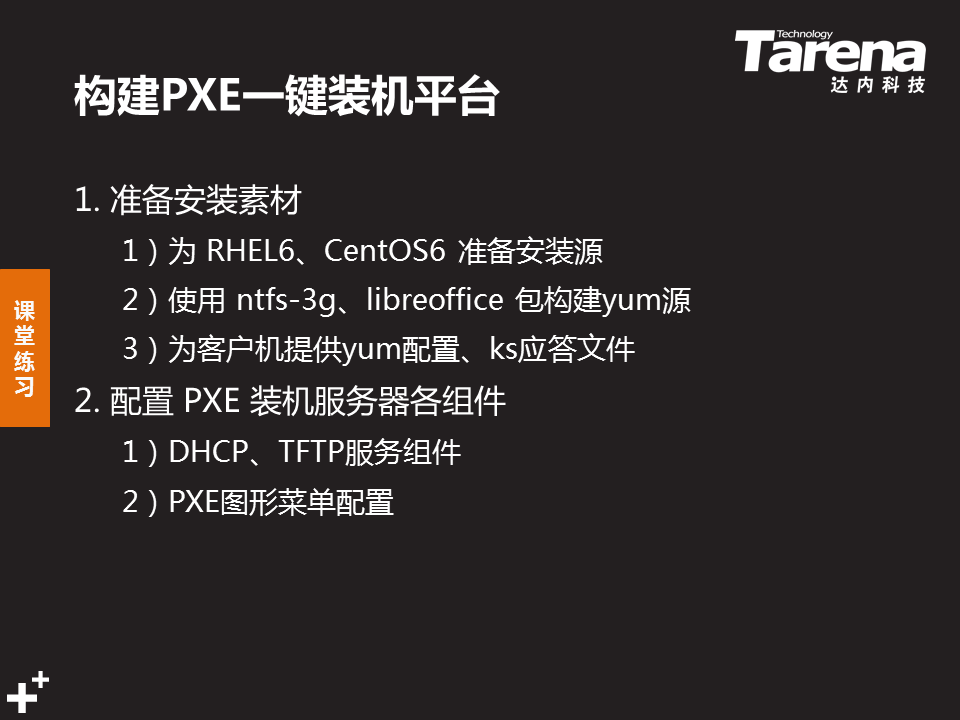 Technology
Tarena
达内科技
构建PXE一键装机平台
1. 准备安装素材
1）为 RHEL6、CentOS6 准备安装源
2）使用 ntfs-3g、libreoffice 包构建yum源
3）为客户机提供yum配置、ks应答文件
2. 配置 PXE 装机服务器各组件
1）DHCP、TFTP服务组件
2）PXE图形菜单配置
课堂练习